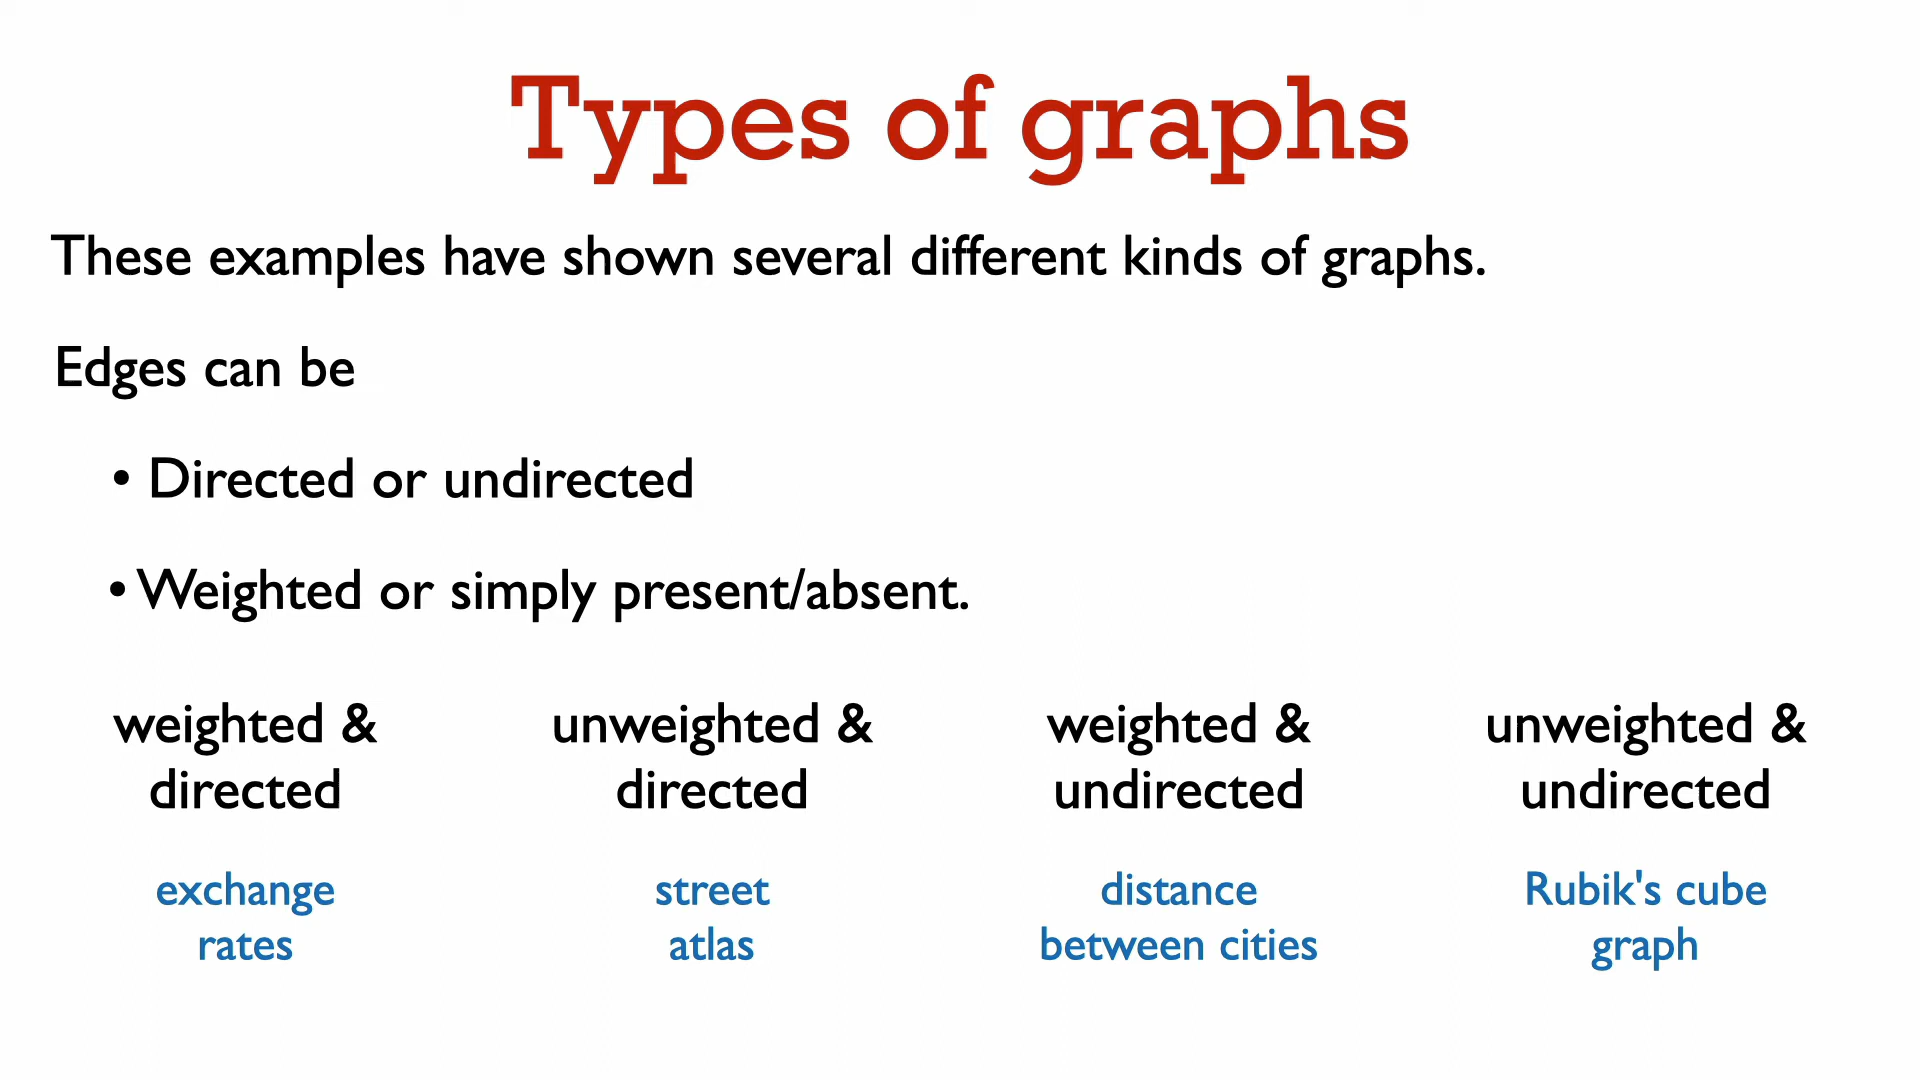 Types of graphs
These examples have shown several different kinds of graphs.
Edges can be
• Directed or undirected
• Weighted or simply present/absent.
weighted &
directed
exchange
rates
unweighted &
directed
street
atlas
weighted &
undirected
distance
between cities
unweighted &
undirected
Rubik's cube
graph